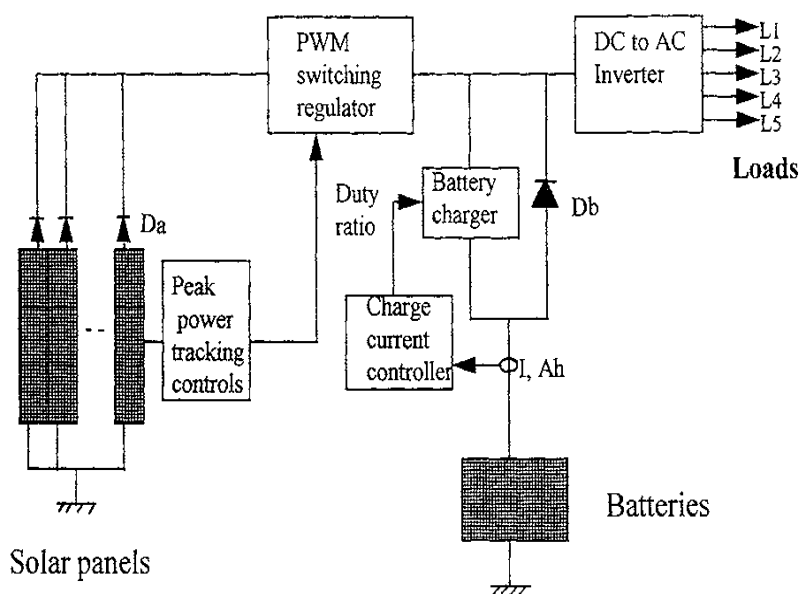 PWM
switching
regulator
DC to AC
Inverter
L1
L2
L3
L4
L5
Loads
Da
Duty
ratio
Battery
charger
Db
Peak
power
tracking
controls
Charge
current
controller
I, Ah
Batteries
Solar panels